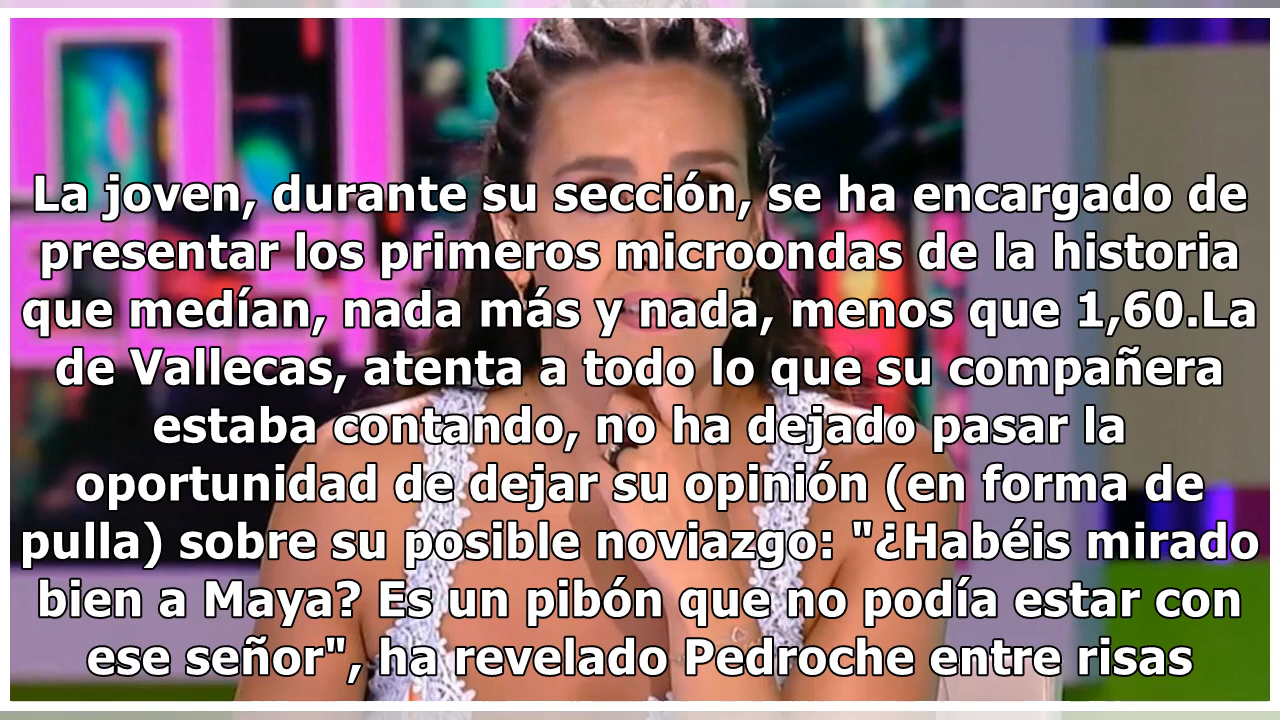 La joven, durante su sección, se ha encargado de
presentar los primeros microondas de la historia
que medían, nada más y nada, menos que 1,60.La
de Vallecas, atenta a todo lo que su compañera
estaba contando, no ha dejado pasar la
oportunidad de dejar su opinión (en forma de
pulla) sobre su posible noviazgo: "¿Habéis mirado
bien a Maya? Es un pibón que no podía estar con
ese señor", ha revelado Pedroche entre risas